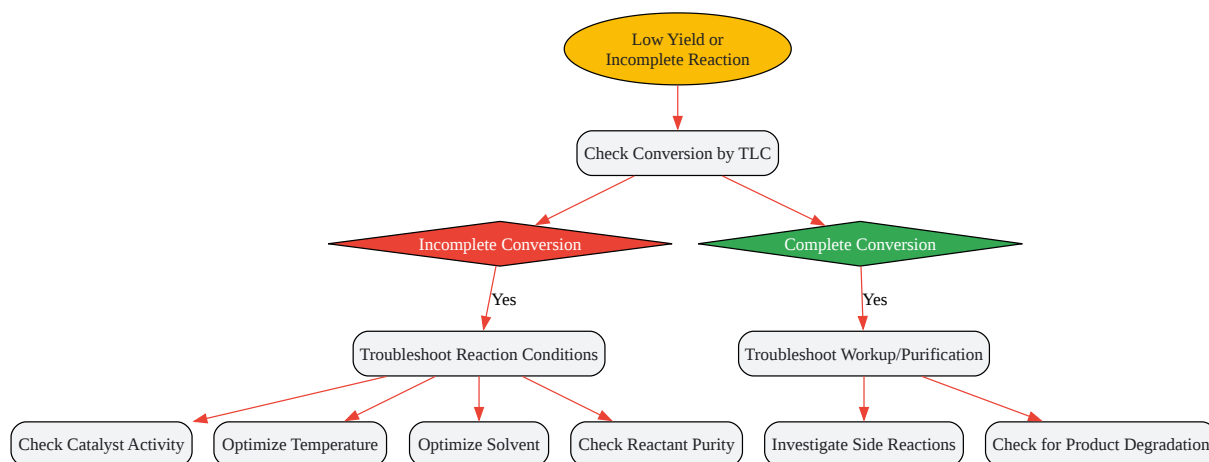 Low Yield or
Incomplete Reaction
Check Conversion by TLC
Incomplete Conversion
Complete Conversion
Yes
Yes
Troubleshoot Reaction Conditions
Troubleshoot Workup/Purification
Check Catalyst Activity
Optimize Temperature
Optimize Solvent
Check Reactant Purity
Investigate Side Reactions
Check for Product Degradation